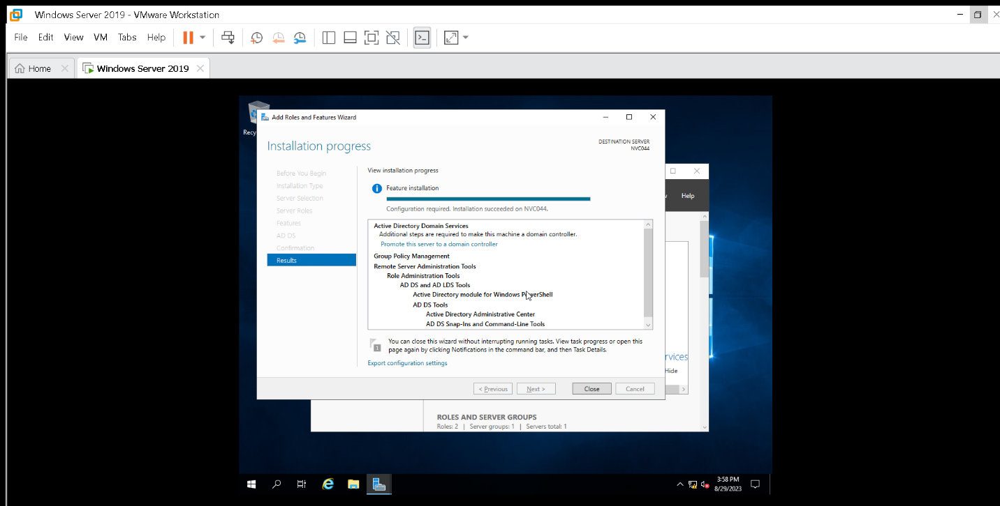 Windows Server 2019 - VMware Workstation
File Edit View VM Tabs Help
Home Windows Server 2019
Add Roles and Features Wizard
Recy
Installation progress
DESTINATION SERVER
NVC044
Before You Begin
Installation Type
Server Selection
Server Roles
Features
AD DS
Confirmation
Results
View installation progress
Feature installation
Configuration required. Installation succeeded on NVC044.
Active Directory Domain Services
Additional steps are required to make this machine a domain controller.
Promote this server to a domain controller
Group Policy Management
Remote Server Administration Tools
Role Administration Tools
AD DS and AD LDS Tools
Active Directory module for Windows PowerShell
AD DS Tools
Active Directory Administrative Center
AD DS Snap-Ins and Command-Line Tools
1
You can close this wizard without interrupting running tasks. View task progress or open this
page again by clicking Notifications in the command bar, and then Task Details.
Export configuration settings
< Previous Next > Close Cancel
Help
rvices
Hide
ROLES AND SERVER GROUPS
Roles: 2 | Server groups: 1 | Servers total: 1
3:58 PM
8/29/2023